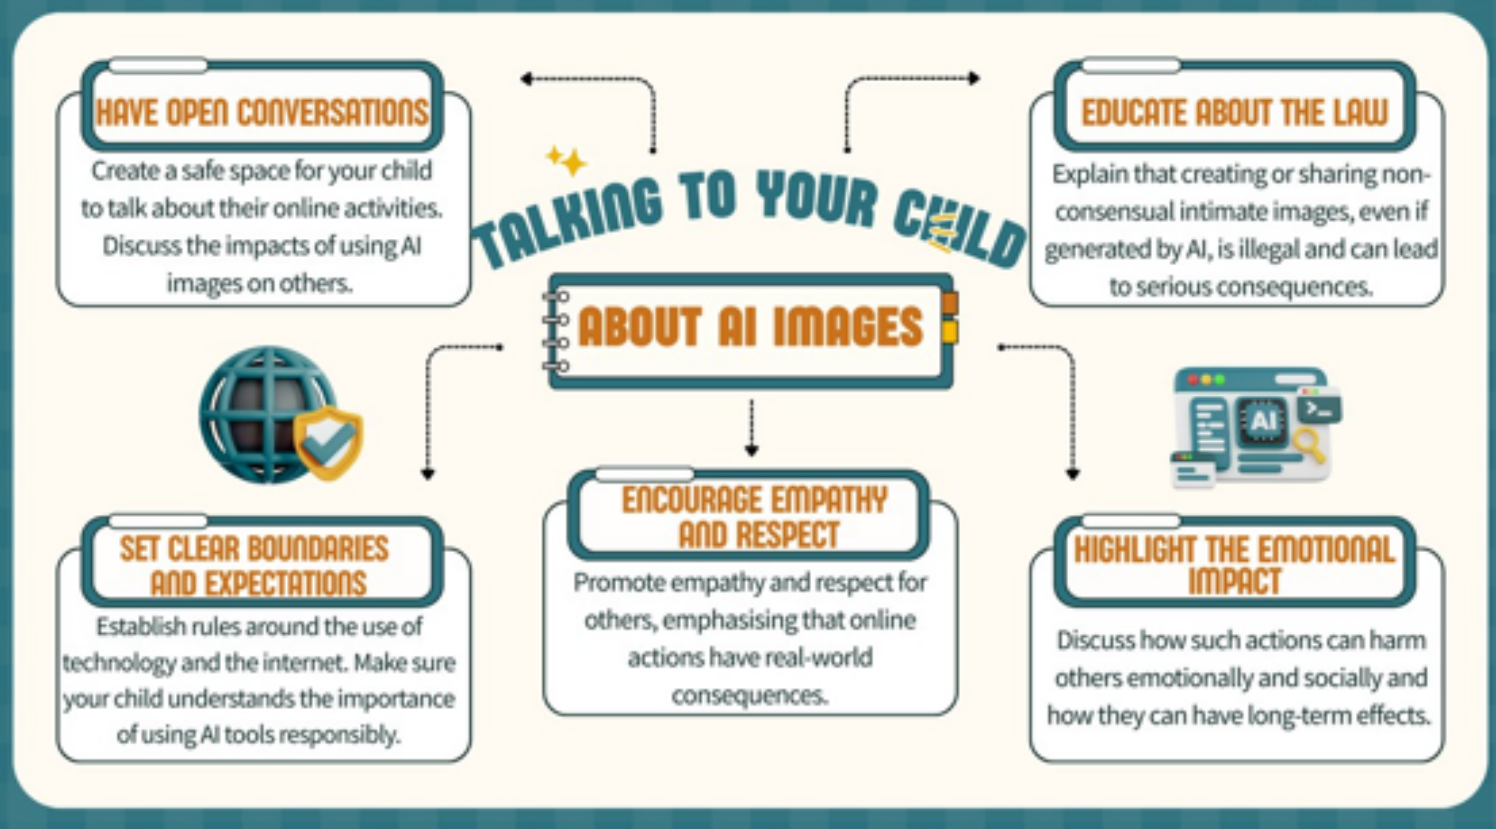 TALKING TO YOUR CHILD
ABOUT AI IMAGES
HAVE OPEN CONVERSATIONS
Create a safe space for your child
to talk about their online activities.
Discuss the impacts of using AI
images on others.
EDUCATE ABOUT THE LAW
Explain that creating or sharing non-
consensual intimate images, even if
generated by AI, is illegal and can lead
to serious consequences.
SET CLEAR BOUNDARIES
AND EXPECTATIONS
Establish rules around the use of
technology and the internet. Make sure
your child understands the importance
of using AI tools responsibly.
ENCOURAGE EMPATHY
AND RESPECT
Promote empathy and respect for
others, emphasising that online
actions have real-world
consequences.
AI
HIGHLIGHT THE EMOTIONAL
IMPACT
Discuss how such actions can harm
others emotionally and socially and
how they can have long-term effects.